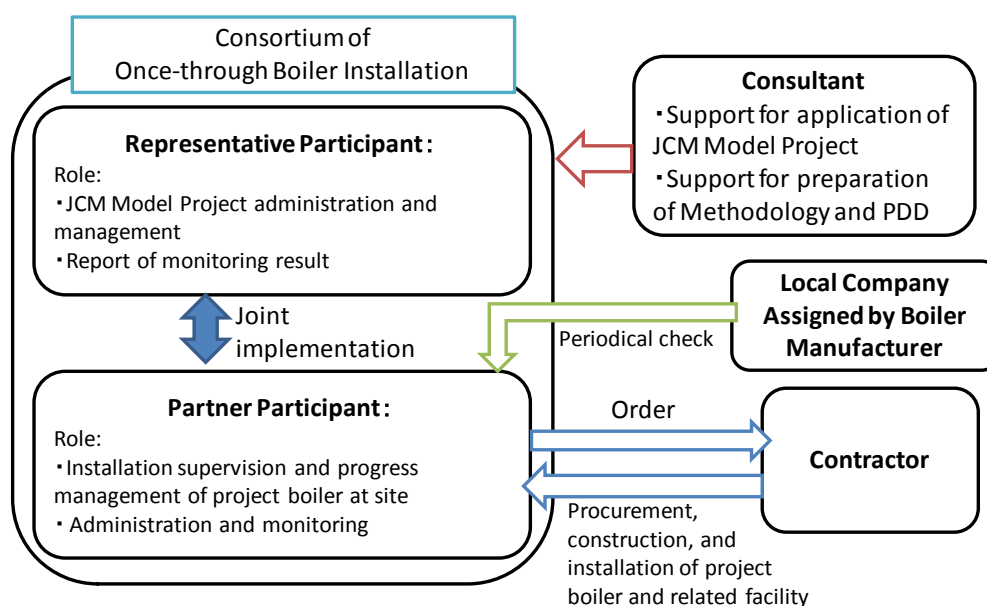 Consortium of
Once-through Boiler Installation
Representative Participant :
Role:
・JCM Model Project administration and
management
・Report of monitoring result
Joint
implementation
Partner Participant :
Role:
・Installation supervision and progress
management of project boiler at site
・Administration and monitoring
Consultant
・Support for application of
JCM Model Project
・Support for preparation
of Methodology and PDD
Local Company
Assigned by Boiler
Manufacturer
Periodical check
Order
Contractor
Procurement,
construction, and
installation of project
boiler and related facility